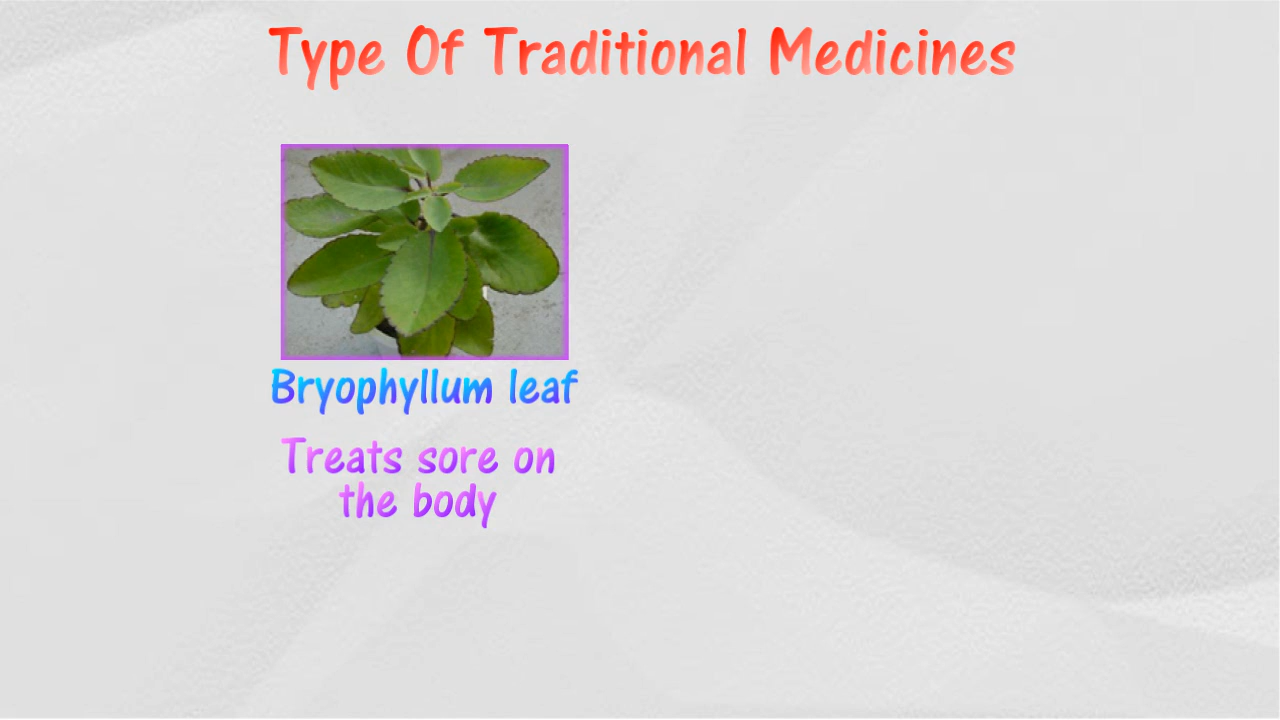 Type Of Traditional Medicines
Bryophyllum leaf
Treats sore on
the body